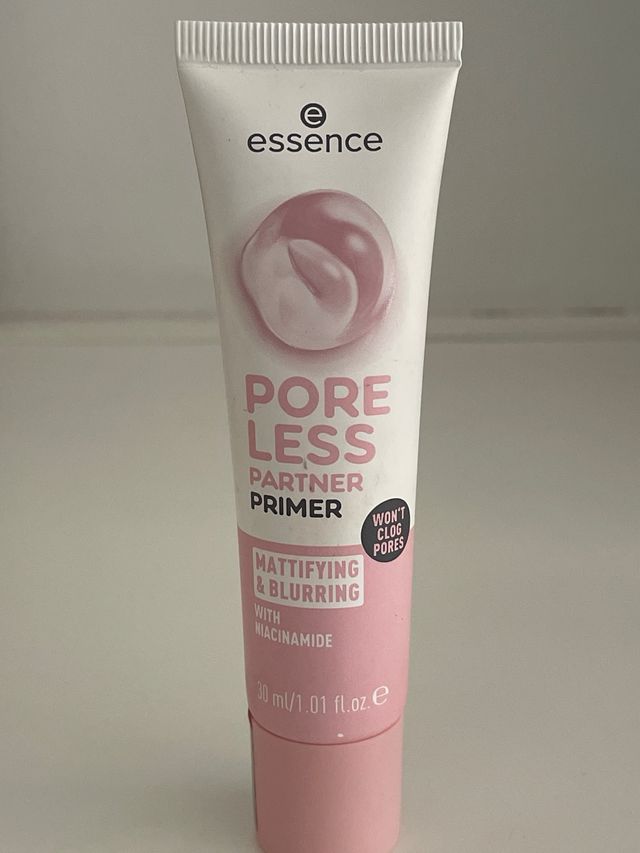 e
essence
PORE
LESS
PARTNER
PRIMER
WON'T
CLOG
PORES
MATTIFYING
& BLURRING
WITH
NIACINAMIDE
30 ml/1.01 fl.oz. ℮